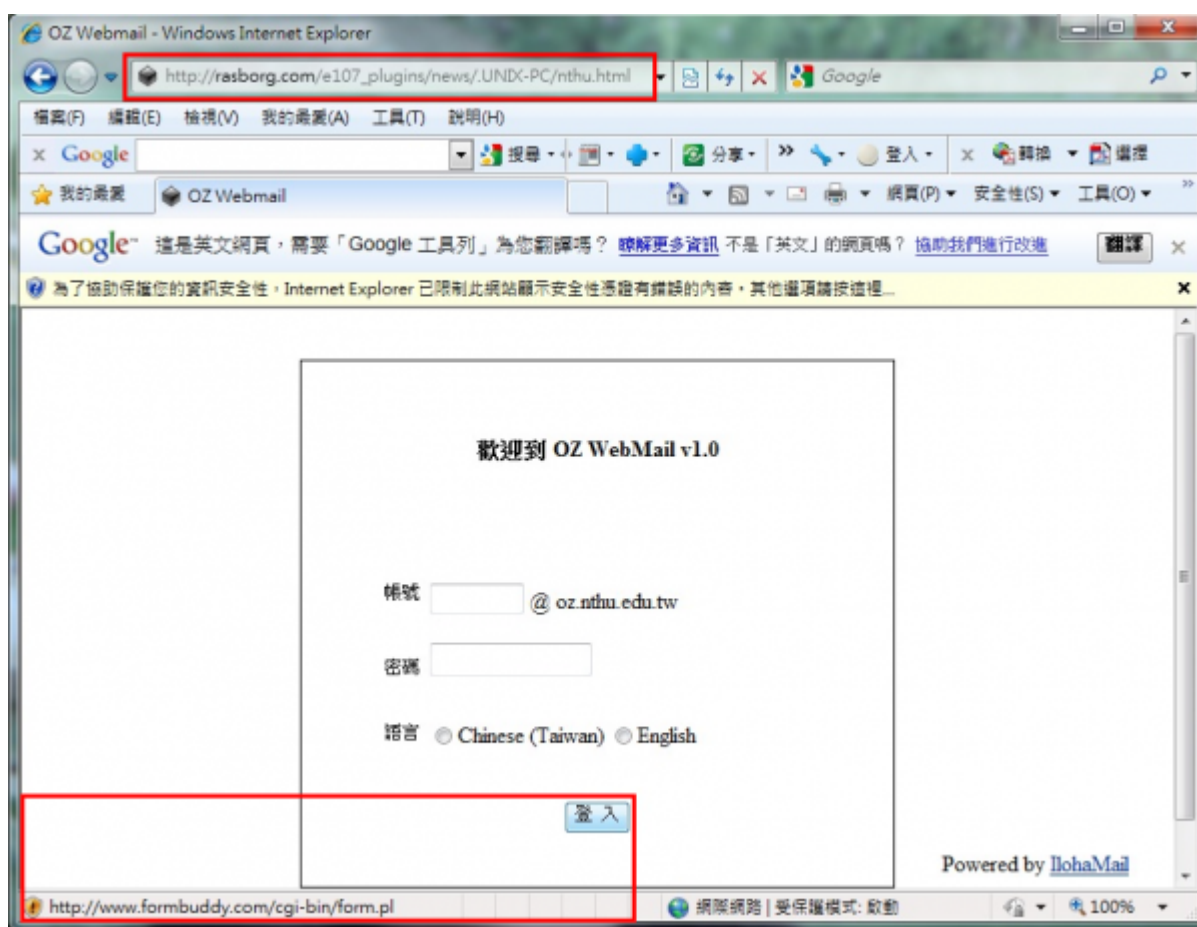 OZ Webmail - Windows Internet Explorer
http://rasborg.com/e107_plugins/news/.UNIX-PC/nthu.html
Google
檔案(F) 編輯(E) 檢視(V) 我的最愛(A) 工具(T) 說明(H)
x Google 搜尋 分享 » 登入 x 轉換 選擇
我的最愛 OZ Webmail 網頁(P) 安全性(S) 工具(O) »
Google™ 這是英文網頁，需要「Google 工具列」為您翻譯嗎？ 瞭解更多資訊 不是「英文」的網頁嗎？ 協助我們進行改進 翻譯
為了協助保護您的資訊安全性，Internet Explorer 已限制此網站顯示安全性憑證有錯誤的內容。其他選項請按這裡...
歡迎到 OZ WebMail v1.0
帳號 @ oz.nthu.edu.tw
密碼
語言 Chinese (Taiwan) English
登 入
Powered by IlohaMail
http://www.formbuddy.com/cgi-bin/form.pl 網際網路 | 受保護模式: 啟動 100%